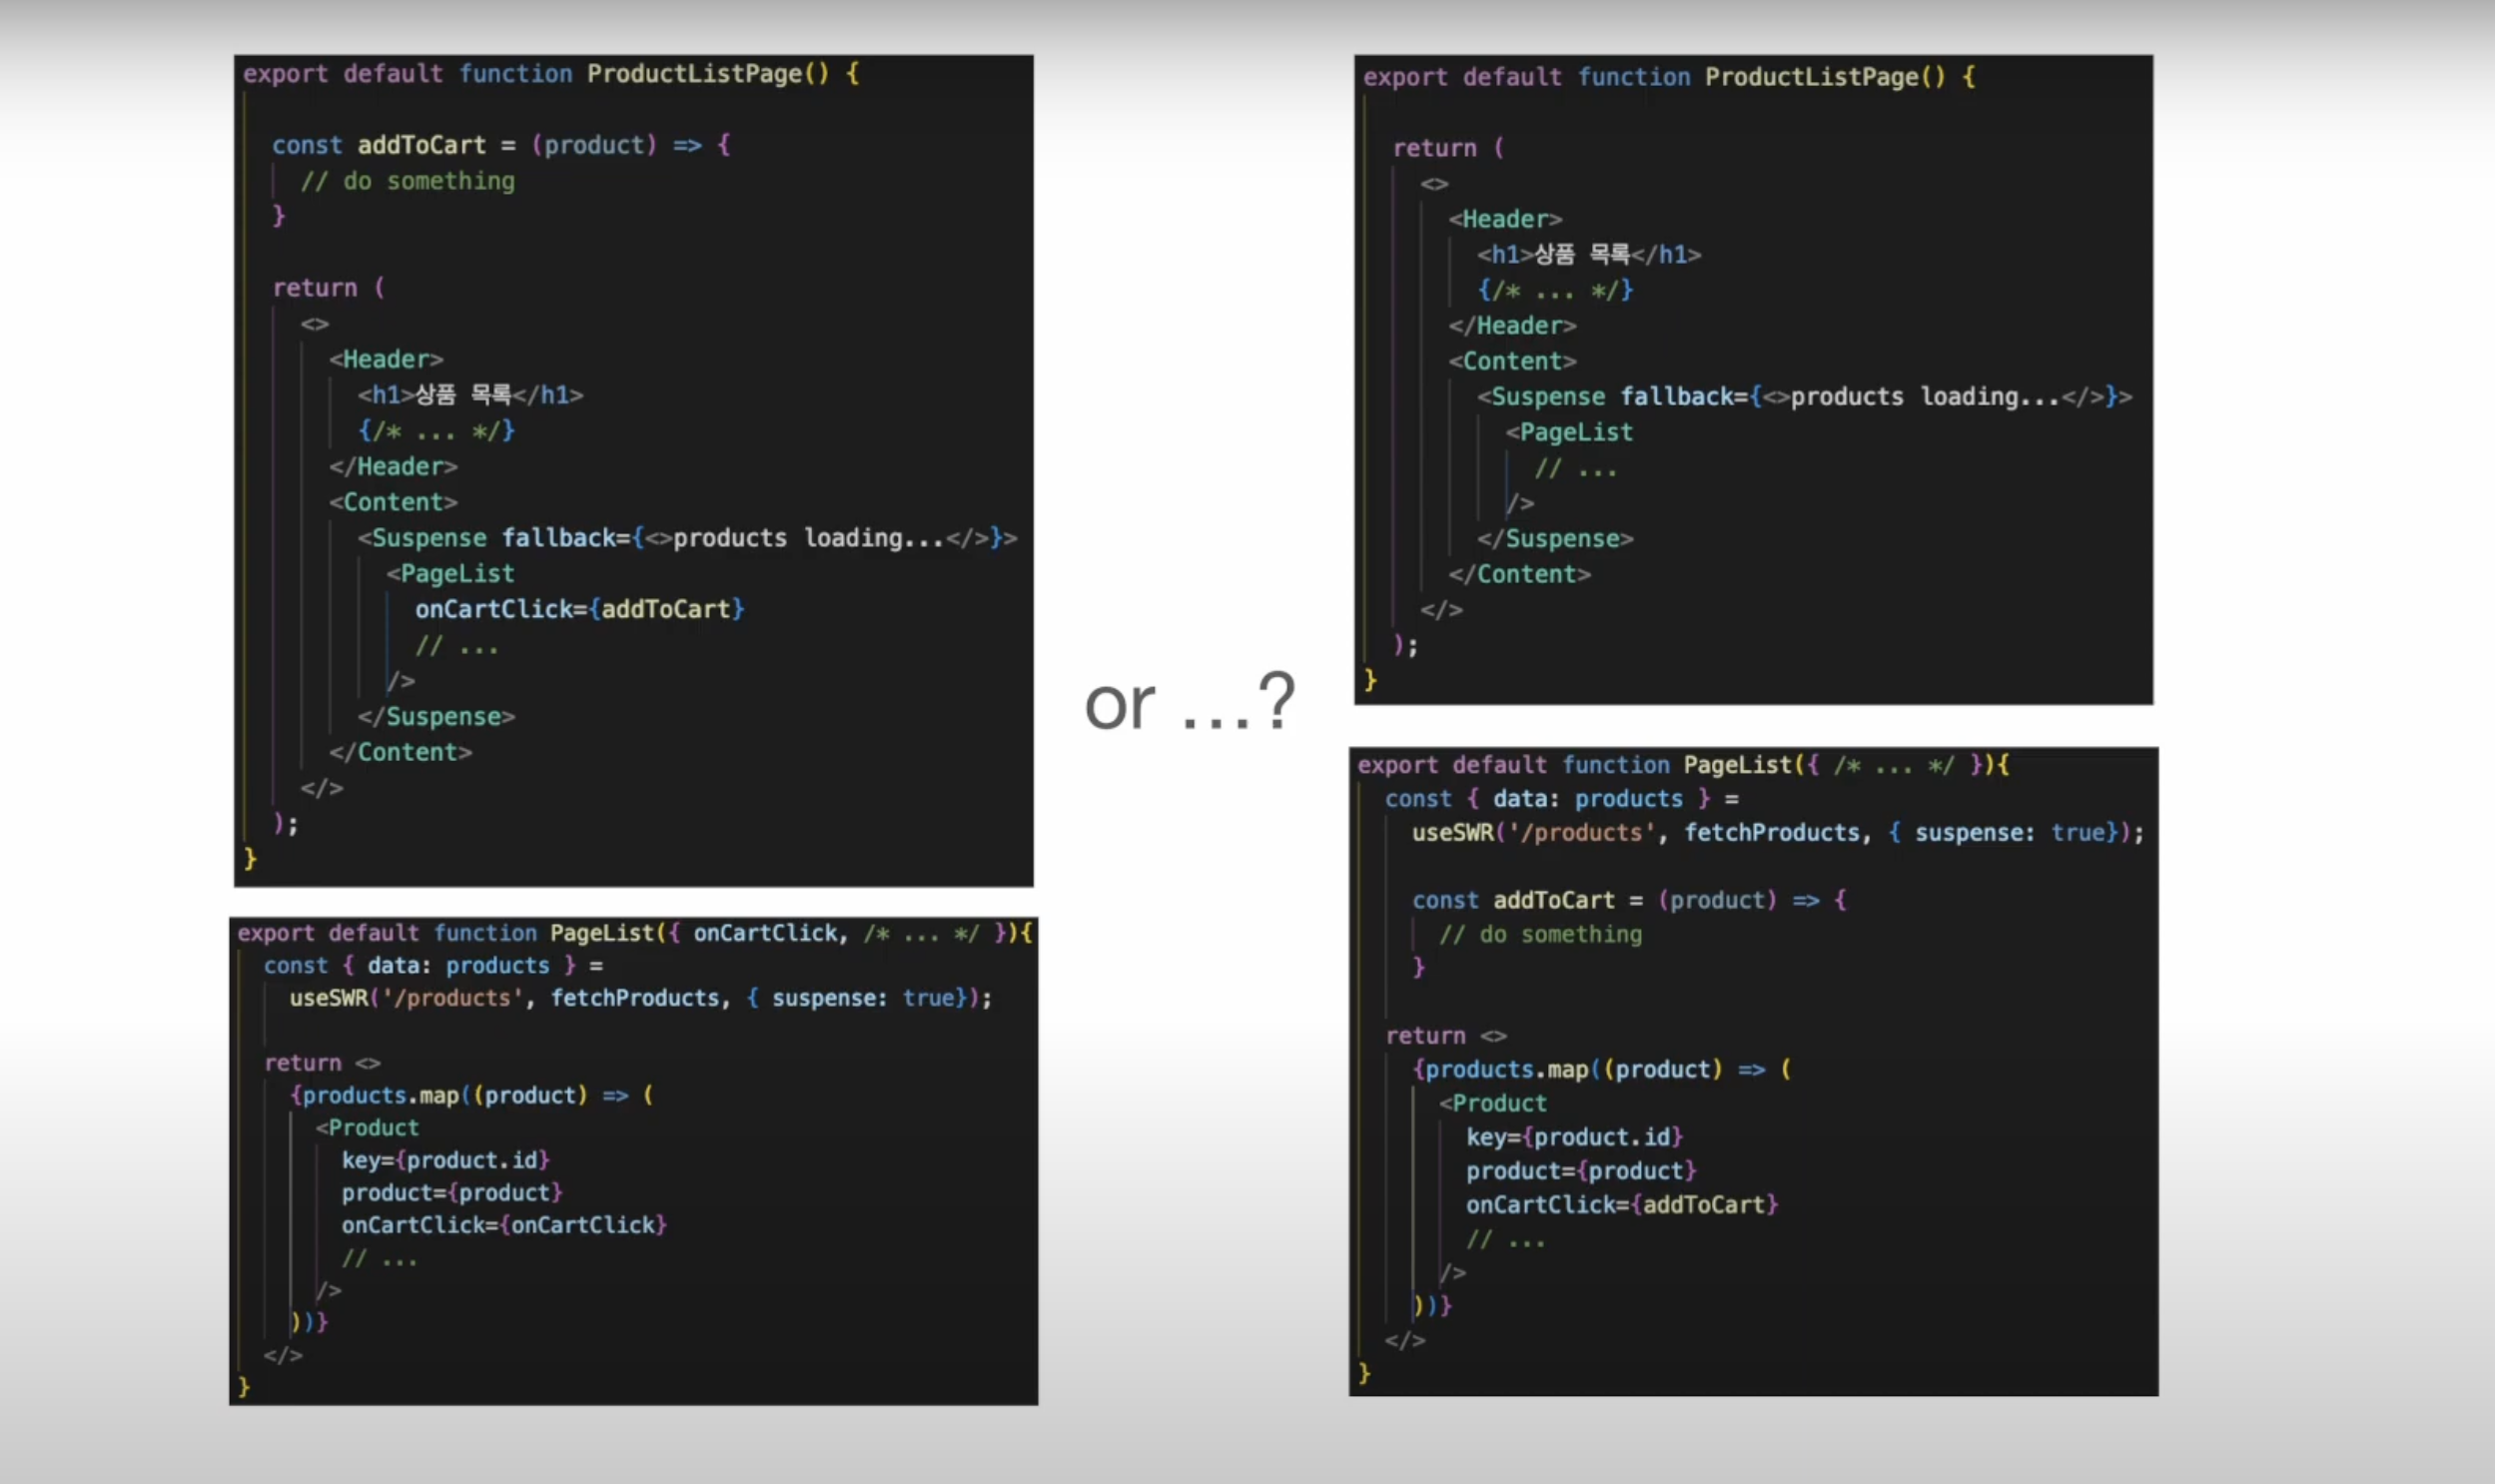 export default function ProductListPage() {
  const addToCart = (product) => {
    // do something
  }
  return (
    <>
      <Header>
        <h1>상품 목록</h1>
        {/* ... */}
      </Header>
      <Content>
        <Suspense fallback={<>products loading...</>}>
          <PageList
            onCartClick={addToCart}
            // ...
          />
        </Suspense>
      </Content>
    </>
  );
}
export default function PageList({ onCartClick, /* ... */ }){
  const { data: products } =
    useSWR('/products', fetchProducts, { suspense: true});
  return <>
    {products.map((product) => (
      <Product
        key={product.id}
        product={product}
        onCartClick={onCartClick}
        // ...
      />
    ))}
  </>
}
or ...?
export default function ProductListPage() {
  return (
    <>
      <Header>
        <h1>상품 목록</h1>
        {/* ... */}
      </Header>
      <Content>
        <Suspense fallback={<>products loading...</>}>
          <PageList
            // ...
          />
        </Suspense>
      </Content>
    </>
  );
}
export default function PageList({ /* ... */ }){
  const { data: products } =
    useSWR('/products', fetchProducts, { suspense: true});
    const addToCart = (product) => {
      // do something
    }
  return <>
    {products.map((product) => (
      <Product
        key={product.id}
        product={product}
        onCartClick={addToCart}
        // ...
      />
    ))}
  </>
}